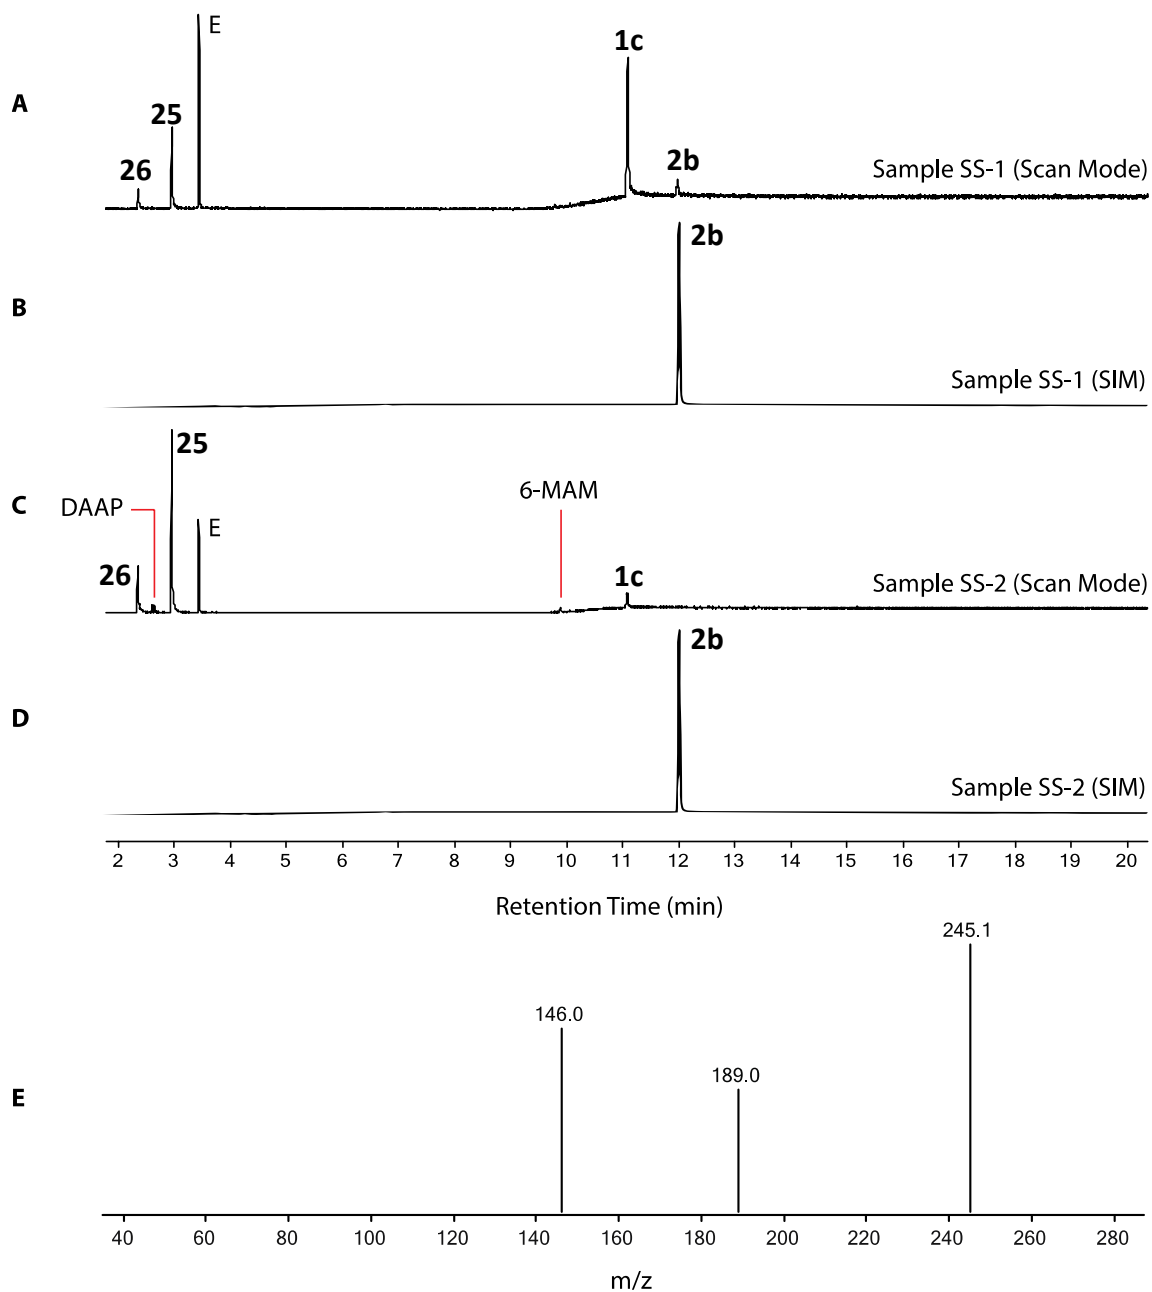 E
1c
A
25
2b
26
Sample SS-1 (Scan Mode)
2b
B
Sample SS-1 (SIM)
25
6-MAM
C
DAAP
E
26
1c
Sample SS-2 (Scan Mode)
2b
D
Sample SS-2 (SIM)
2 3 4 5 6 7 8 9 10 11 12 13 14 15 16 17 18 19 20
Retention Time (min)
245.1
146.0
189.0
E
40 60 80 100 120 140 160 180 200 220 240 260 280
m/z